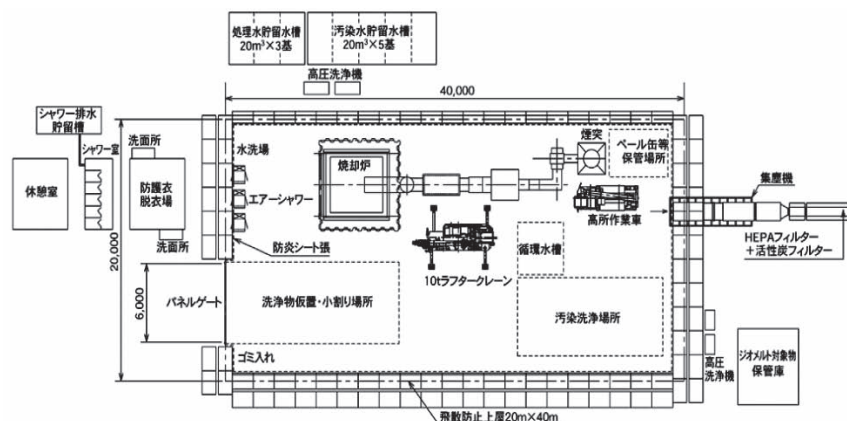 処理水貯留水槽
20m³×3基
汚染水貯留水槽
20m³×5基
高圧洗浄機
40,000
シャワー排水
貯留槽
シャワー室
洗面所
水洗場
焼却炉
煙突
ペール缶等
保管場所
集塵機
休憩室
防護衣
脱衣場
エアーシャワー
高所作業車
洗面所
防炎シート張
20,000
10tラフタークレーン
循環水槽
HEPAフィルター
+活性炭フィルター
パネルゲート
6,000
洗浄物仮置・小割り場所
汚染洗浄場所
ゴミ入れ
高圧
洗浄機
ジオメルト対象物
保管庫
飛散防止上屋20m×40m